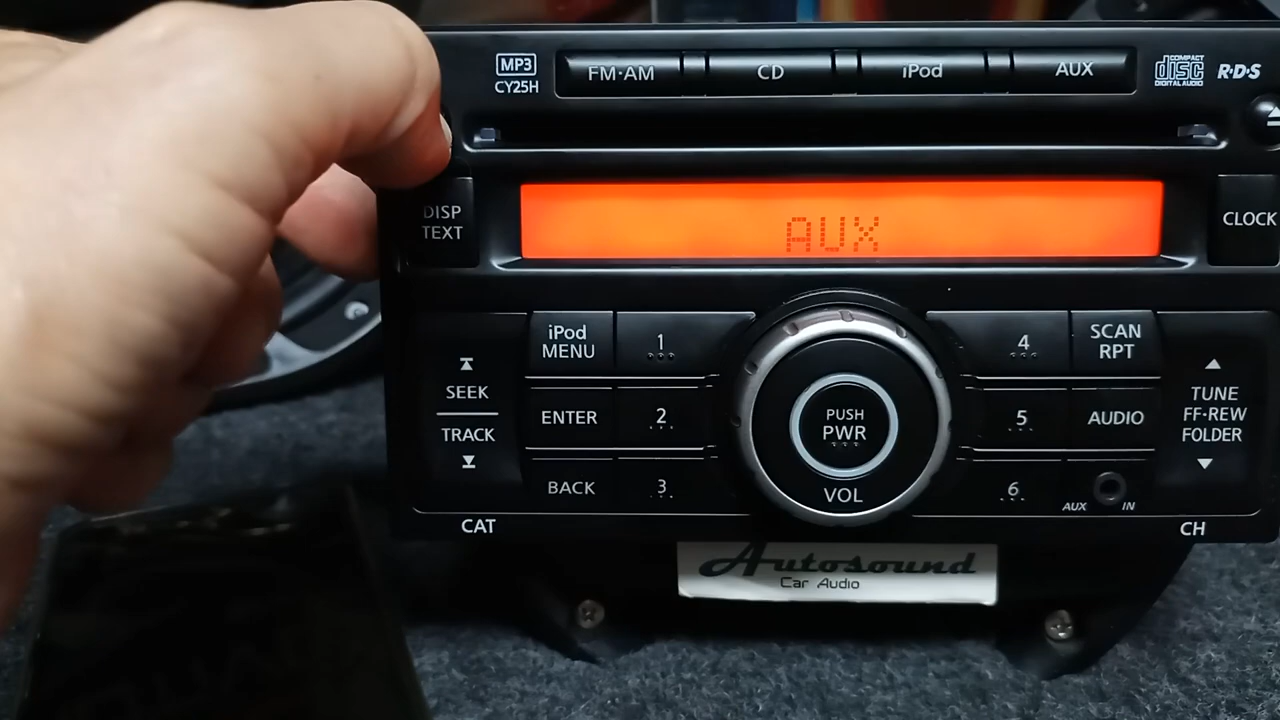 MP3
CY25H
FM·AM
CD
iPod
AUX
COMPACT
disc
DIGITAL AUDIO
R·D·S
DISP
TEXT
AUX
CLOCK
iPod
MENU
1
4
SCAN
RPT
SEEK
TRACK
ENTER
2
PUSH
PWR
5
AUDIO
TUNE
FF·REW
FOLDER
BACK
3
VOL
6
AUX IN
CAT
CH
Autosound
Car Audio